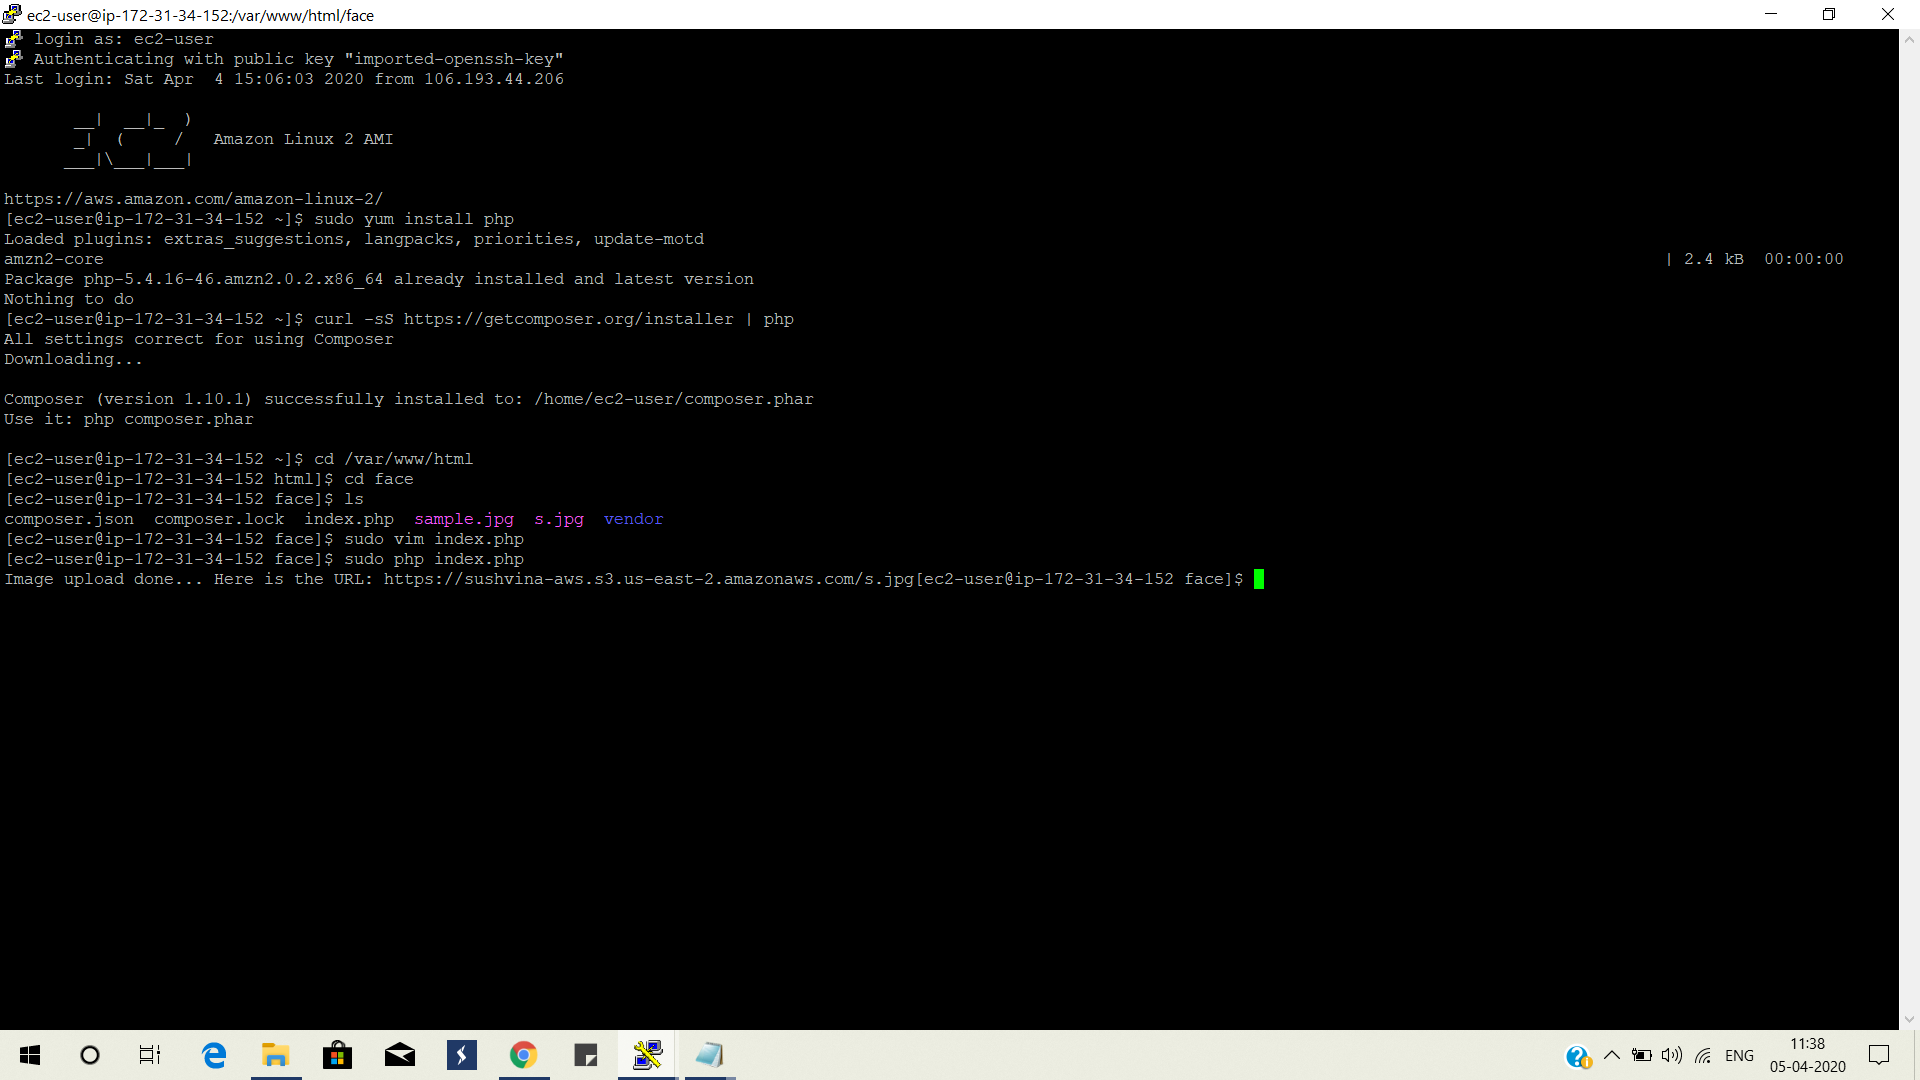 ec2-user@ip-172-31-34-152:/var/www/html/face
login as: ec2-user
Authenticating with public key "imported-openssh-key"
Last login: Sat Apr  4 15:06:03 2020 from 106.193.44.206
       __|  __|_  )
       _|  (     /   Amazon Linux 2 AMI
      ___|\___|___|
https://aws.amazon.com/amazon-linux-2/
[ec2-user@ip-172-31-34-152 ~]$ sudo yum install php
Loaded plugins: extras_suggestions, langpacks, priorities, update-motd
amzn2-core | 2.4 kB  00:00:00
Package php-5.4.16-46.amzn2.0.2.x86_64 already installed and latest version
Nothing to do
[ec2-user@ip-172-31-34-152 ~]$ curl -sS https://getcomposer.org/installer | php
All settings correct for using Composer
Downloading...
Composer (version 1.10.1) successfully installed to: /home/ec2-user/composer.phar
Use it: php composer.phar
[ec2-user@ip-172-31-34-152 ~]$ cd /var/www/html
[ec2-user@ip-172-31-34-152 html]$ cd face
[ec2-user@ip-172-31-34-152 face]$ ls
composer.json  composer.lock  index.php  sample.jpg  s.jpg  vendor
[ec2-user@ip-172-31-34-152 face]$ sudo vim index.php
[ec2-user@ip-172-31-34-152 face]$ sudo php index.php
Image upload done... Here is the URL: https://sushvina-aws.s3.us-east-2.amazonaws.com/s.jpg[ec2-user@ip-172-31-34-152 face]$
ENG
11:38
05-04-2020